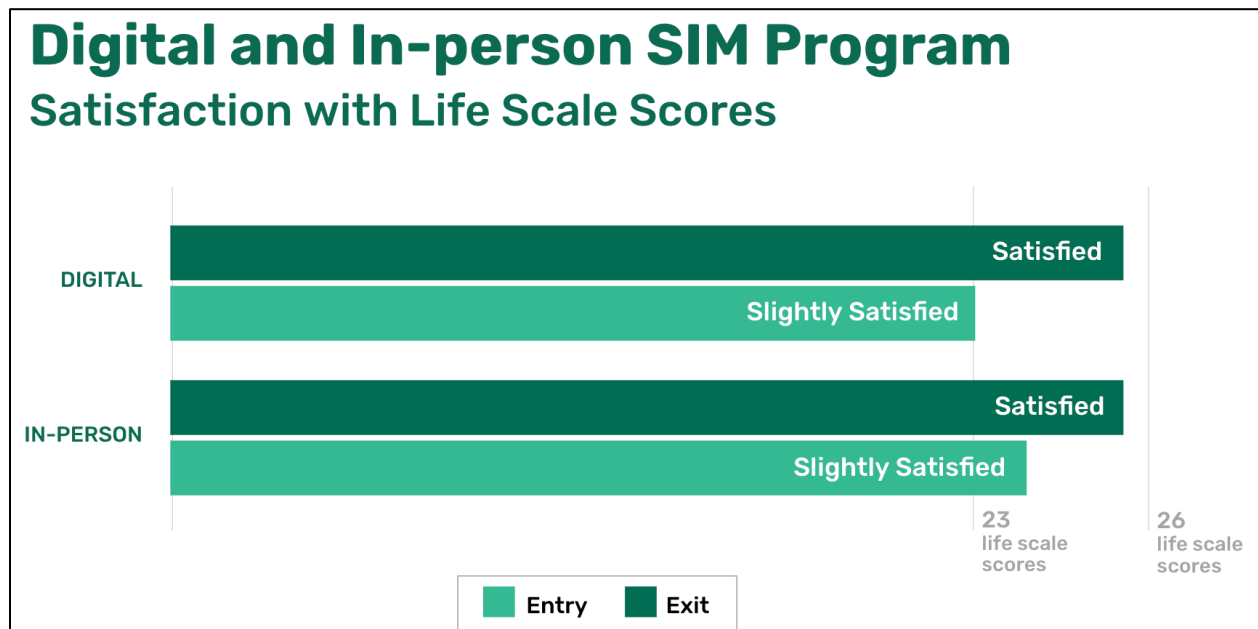 Digital and In-person SIM Program
Satisfaction with Life Scale Scores
DIGITAL
Satisfied
Slightly Satisfied
IN-PERSON
Satisfied
Slightly Satisfied
23
life scale
scores
26
life scale
scores
Entry
Exit